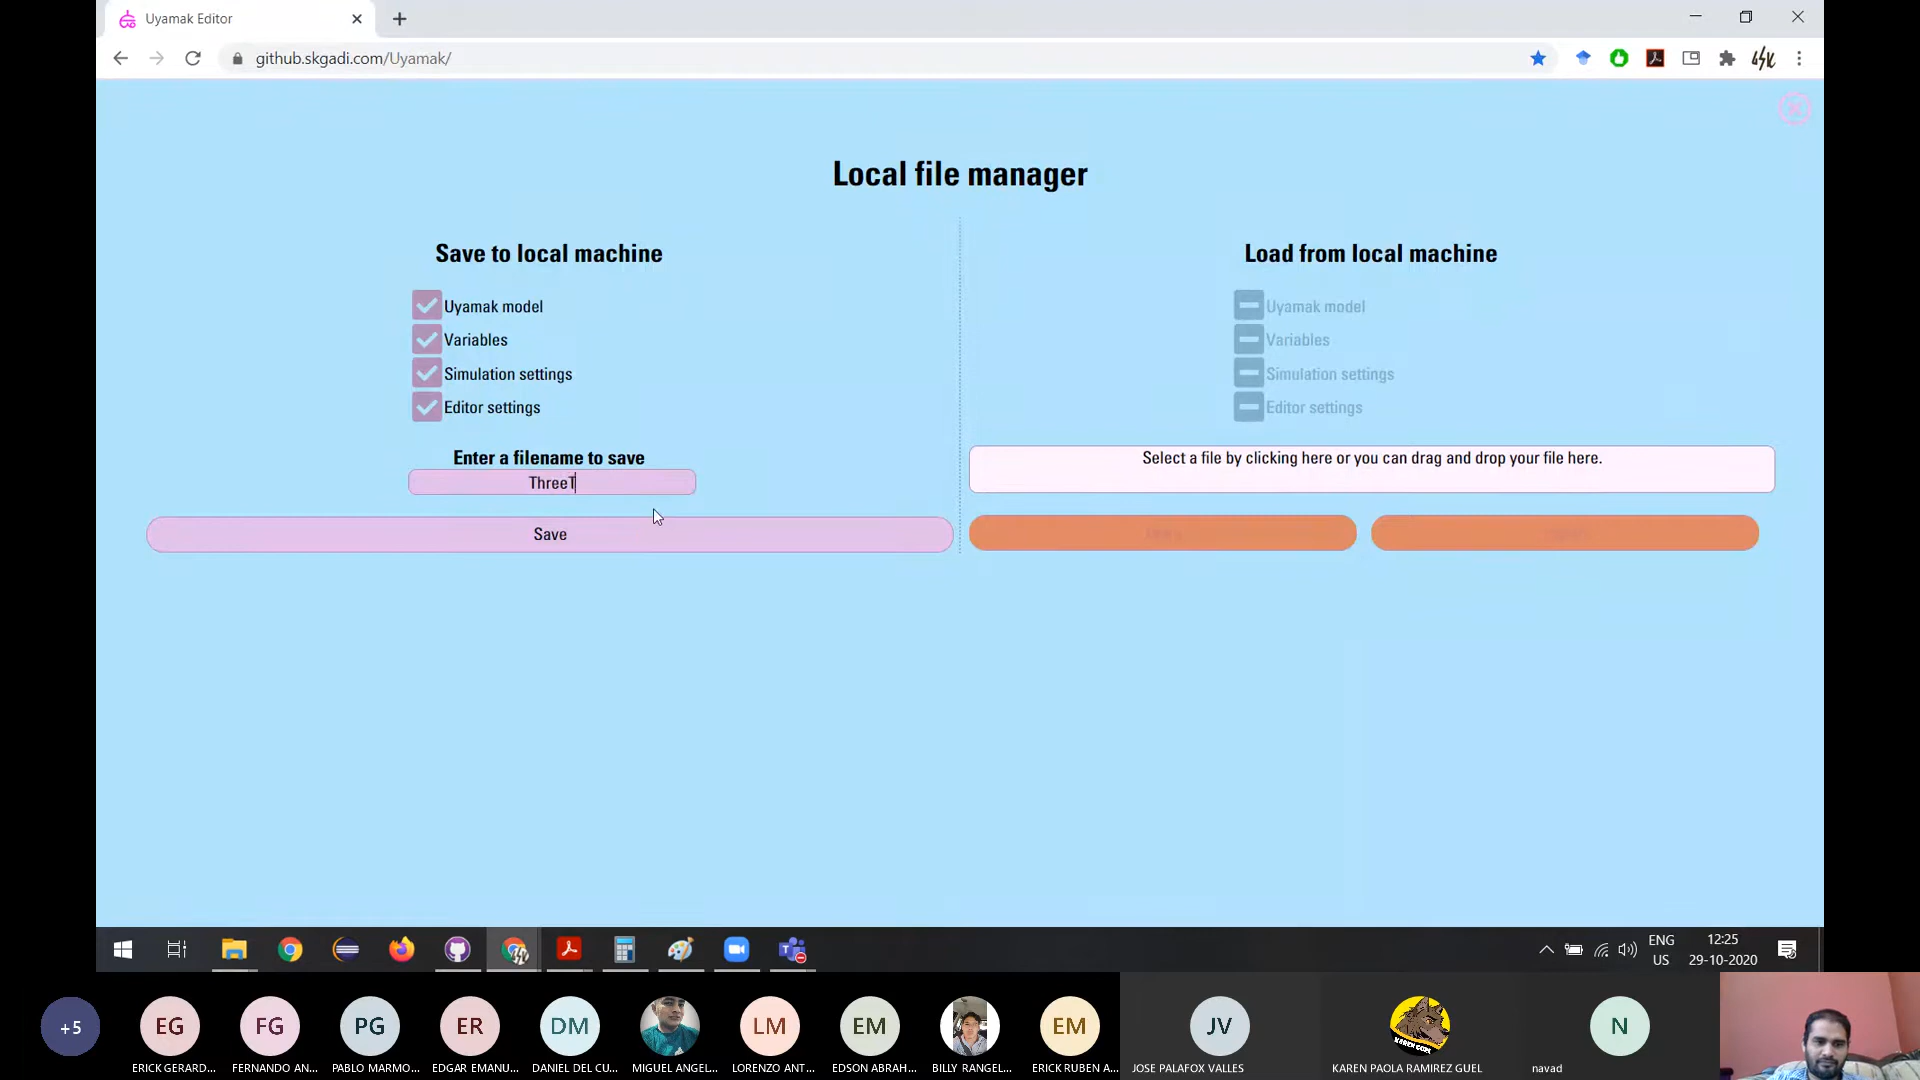 Uyamak Editor
github.skgadi.com/Uyamak/
Local file manager
Save to local machine
Uyamak model
Variables
Simulation settings
Editor settings
Enter a filename to save
ThreeT
Save
Load from local machine
Uyamak model
Variables
Simulation settings
Editor settings
Select a file by clicking here or you can drag and drop your file here.
ENG
US
12:25
29-10-2020
+5
EG
FG
PG
ER
DM
LM
EM
EM
JV
KAREN GUEL
N
ERICK GERARD...
FERNANDO AN...
PABLO MARMO...
EDGAR EMANU...
DANIEL DEL CU...
MIGUEL ANGEL...
LORENZO ANT...
EDSON ABRAH...
BILLY RANGEL...
ERICK RUBEN A...
JOSE PALAFOX VALLES
KAREN PAOLA RAMIREZ GUEL
navad